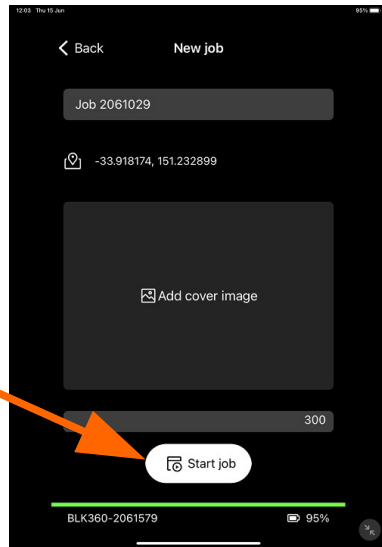 12:03 Thu 15 Jun 95%
Back New job
Job 2061029
-33.918174, 151.232899
Add cover image
300
Start job
BLK360-2061579 95%